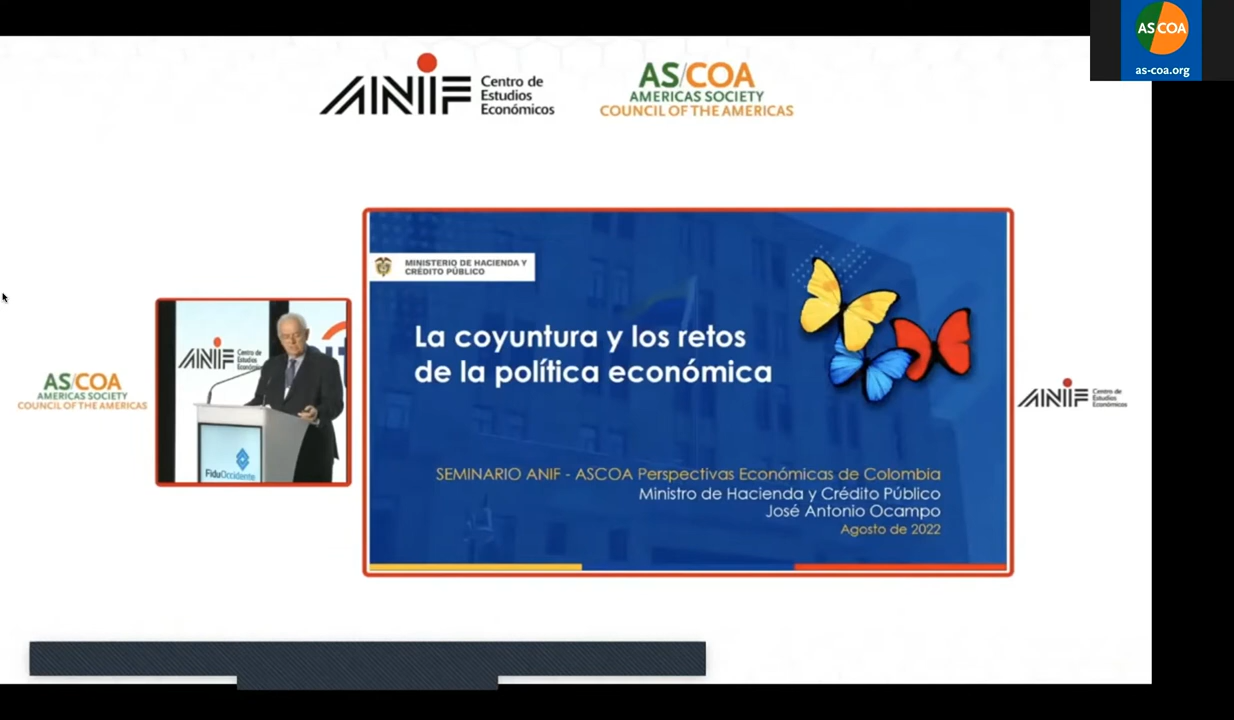 AS COA
as-coa.org
ANIF Centro de
Estudios
Económicos
AS/COA
AMERICAS SOCIETY
COUNCIL OF THE AMERICAS
MINISTERIO DE HACIENDA Y
CRÉDITO PÚBLICO
La coyuntura y los retos
de la política económica
SEMINARIO ANIF - ASCOA Perspectivas Económicas de Colombia
Ministro de Hacienda y Crédito Público
José Antonio Ocampo
Agosto de 2022
ANIF Centro de
Estudios
FiduOccidente
AS/COA
AMERICAS SOCIETY
COUNCIL OF THE AMERICAS
ANIF Centro de
Estudios
Económicos